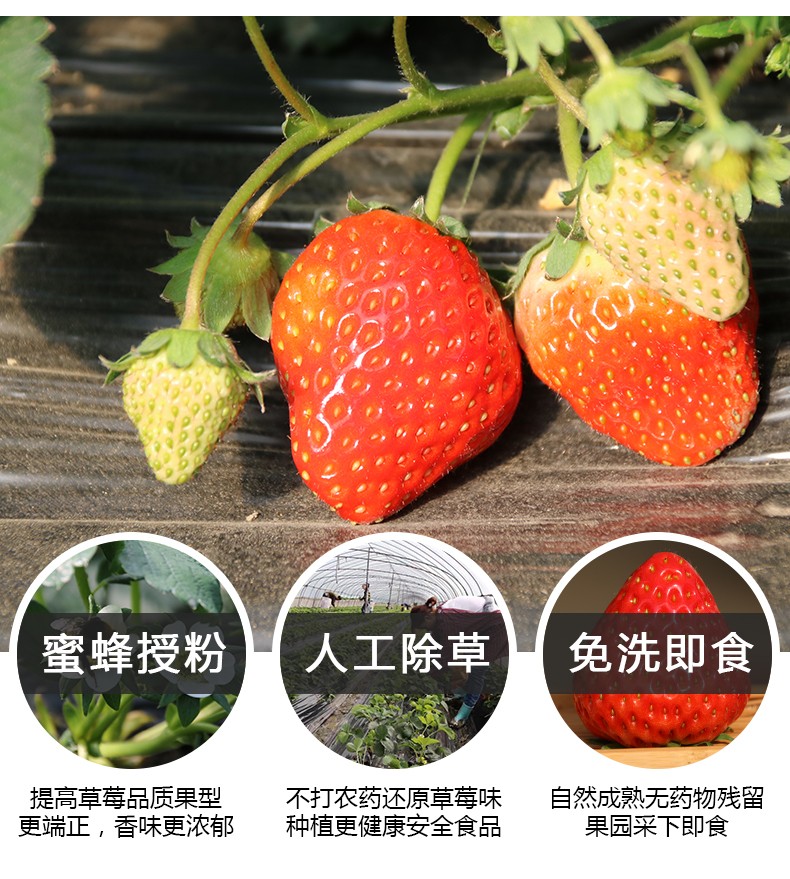 蜜蜂授粉
人工除草
免洗即食
提高草莓品质果型
更端正，香味更浓郁
不打农药还原草莓味
种植更健康安全食品
自然成熟无药物残留
果园采下即食